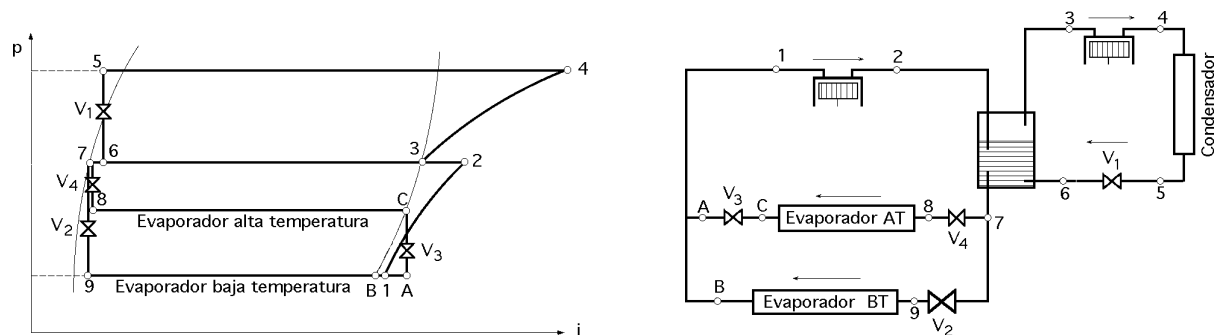 p
5
4
V1
7
6
3
2
V4
8
C
Evaporador alta temperatura
V2
V3
9
Evaporador baja temperatura
B
1
A
i
3
4
1
2
Condensador
V1
6
5
V3
A
C
Evaporador AT
8
V4
7
B
Evaporador BT
9
V2